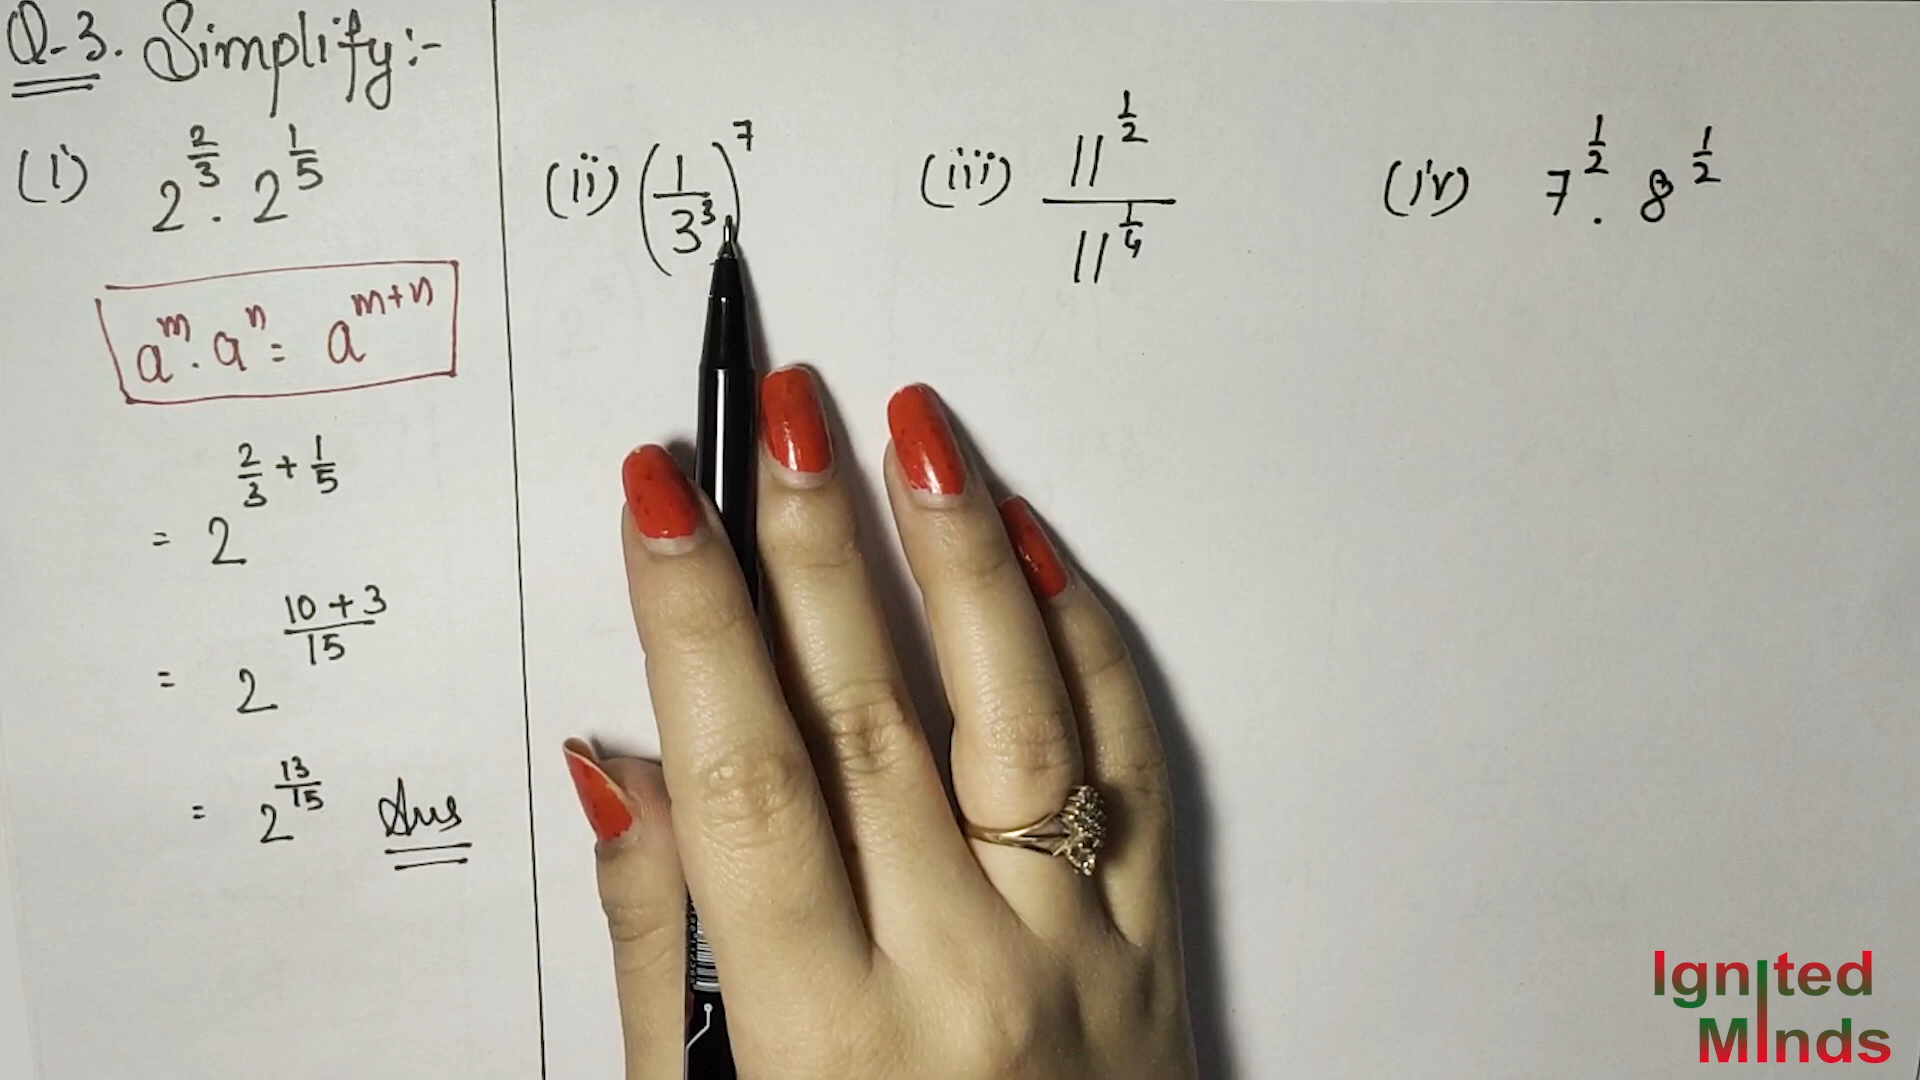 Q-3. Simplify:-
(i) 2^(2/3) . 2^(1/5)
a^m . a^n = a^(m+n)
= 2^(2/3 + 1/5)
= 2^((10+3)/15)
= 2^(13/15) Ans
(ii) (1/3^3)^7
(iii) 11^(1/2) / 11^(1/4)
(iv) 7^(1/2) . 8^(1/2)
Ignited
Minds